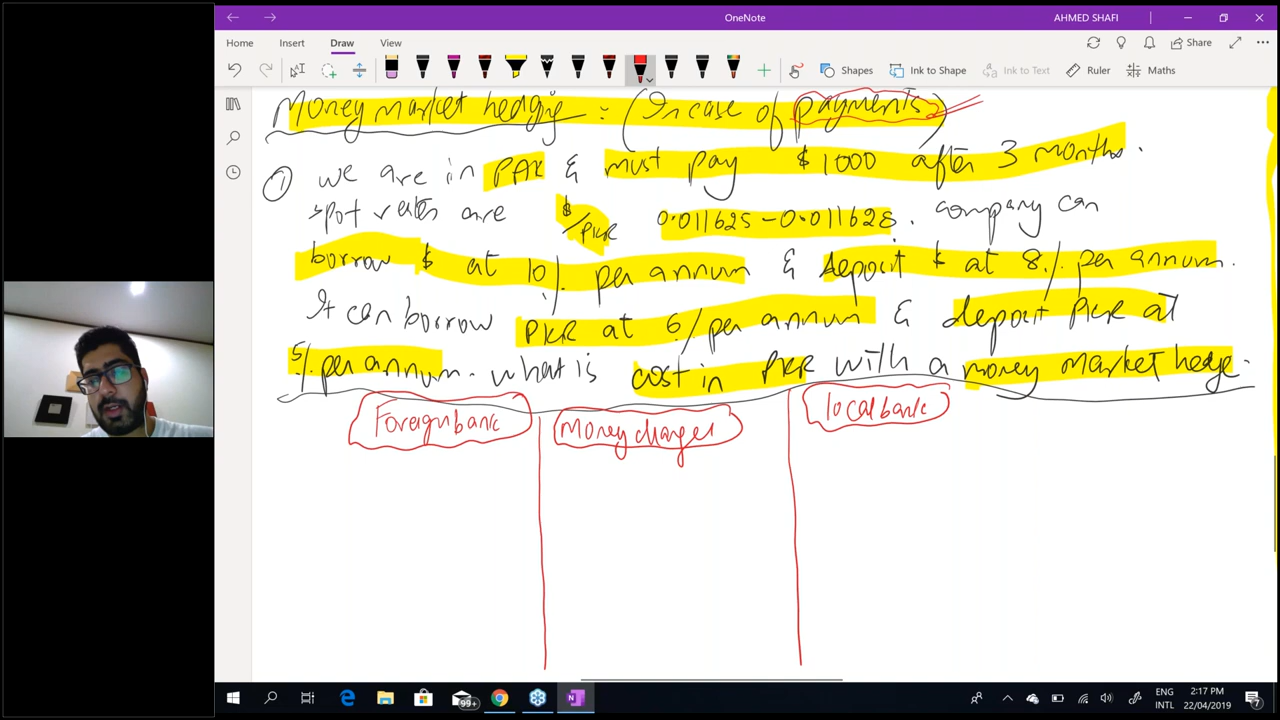 OneNote
AHMED SHAFI
Home Insert Draw View
Share
Shapes Ink to Shape Ink to Text Ruler Maths
Money market hedging :- (In case of payments)
① we are in PAK & must pay $1000 after 3 months.
spot rates are $/PKR 0.011625-0.011628. company can
borrow $ at 10% per annum & deposit $ at 8% per annum.
It can borrow PKR at 6% per annum & deposit PKR at
5% per annum. what is cost in PKR with a money market hedge.
Foreign bank Money changer local bank
99+
ENG
INTL
2:17 PM
22/04/2019
7